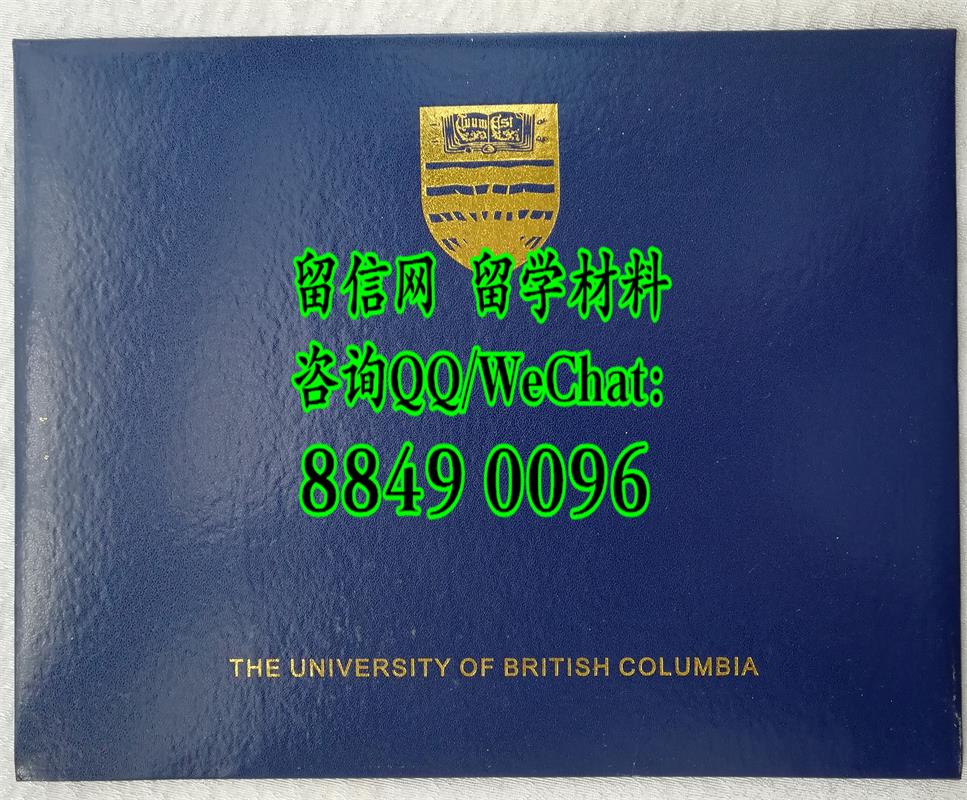 Tuum Est
留信网 留学材料
咨询QQ/WeChat:
8849 0096
THE UNIVERSITY OF BRITISH COLUMBIA